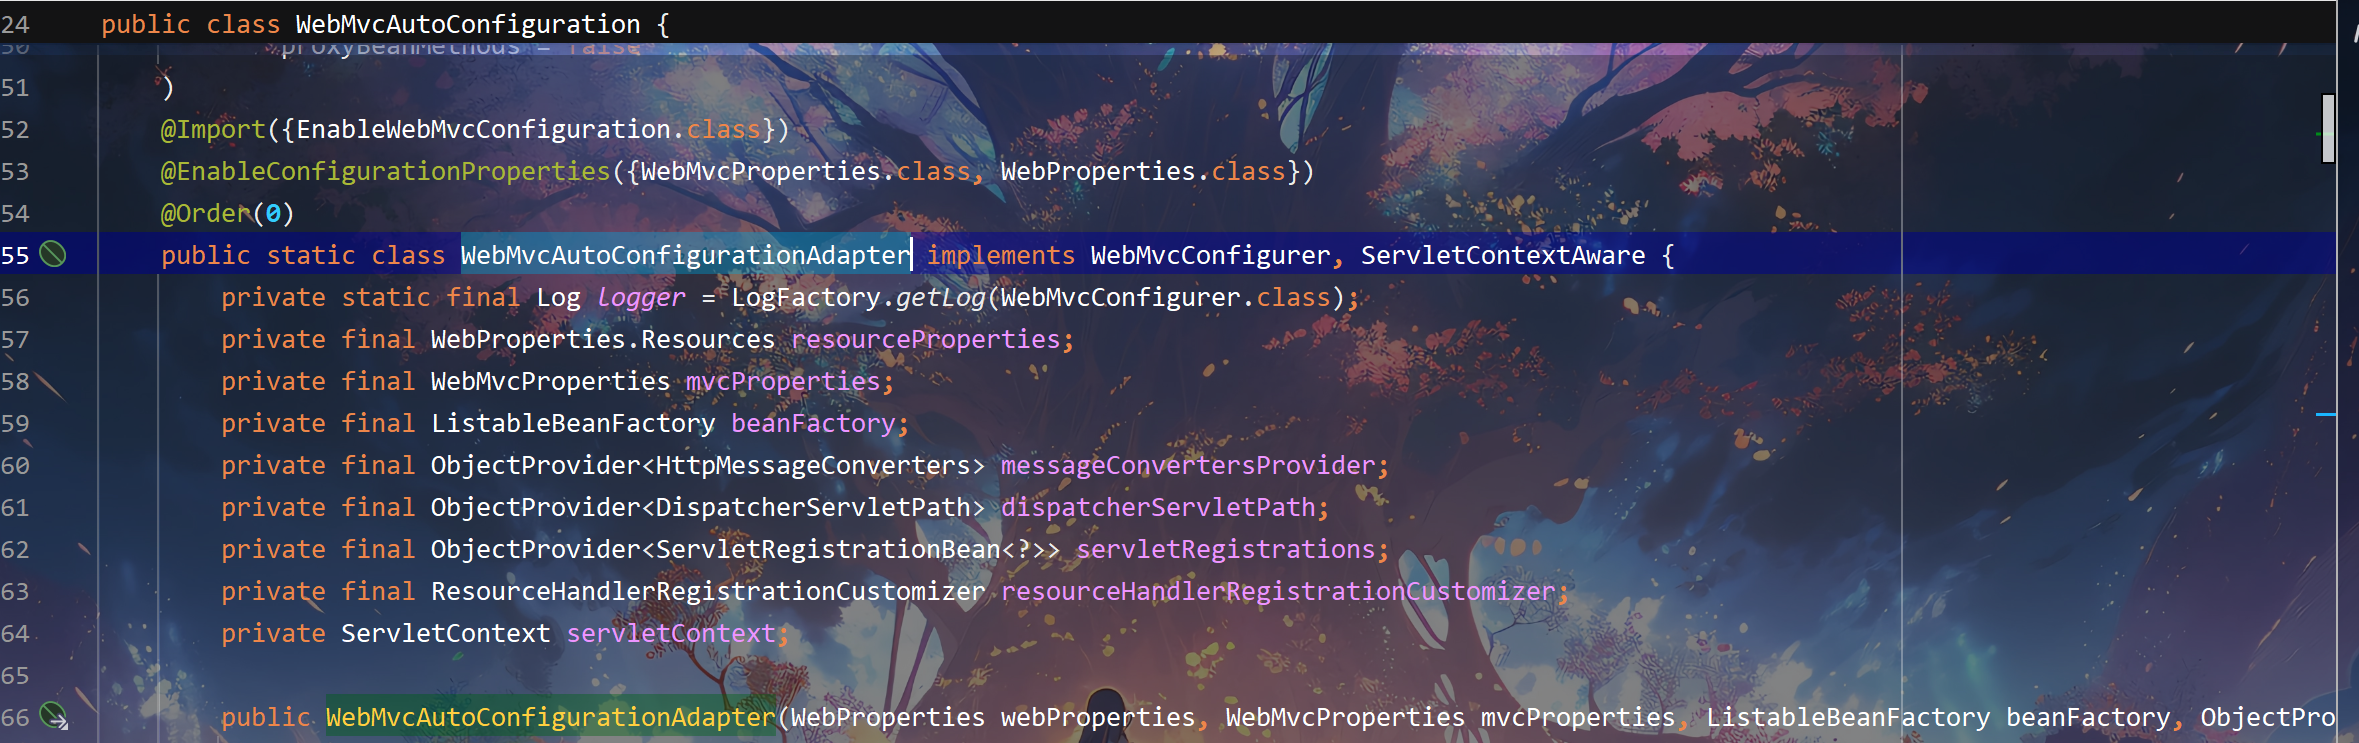 24 public class WebMvcAutoConfiguration {
50 proxyBeanMethods = false
51 )
52 @Import({EnableWebMvcConfiguration.class})
53 @EnableConfigurationProperties({WebMvcProperties.class, WebProperties.class})
54 @Order(0)
55 public static class WebMvcAutoConfigurationAdapter implements WebMvcConfigurer, ServletContextAware {
56 private static final Log logger = LogFactory.getLog(WebMvcConfigurer.class);
57 private final WebProperties.Resources resourceProperties;
58 private final WebMvcProperties mvcProperties;
59 private final ListableBeanFactory beanFactory;
60 private final ObjectProvider<HttpMessageConverters> messageConvertersProvider;
61 private final ObjectProvider<DispatcherServletPath> dispatcherServletPath;
62 private final ObjectProvider<ServletRegistrationBean<?>> servletRegistrations;
63 private final ResourceHandlerRegistrationCustomizer resourceHandlerRegistrationCustomizer;
64 private ServletContext servletContext;
65
66 public WebMvcAutoConfigurationAdapter(WebProperties webProperties, WebMvcProperties mvcProperties, ListableBeanFactory beanFactory, ObjectPro